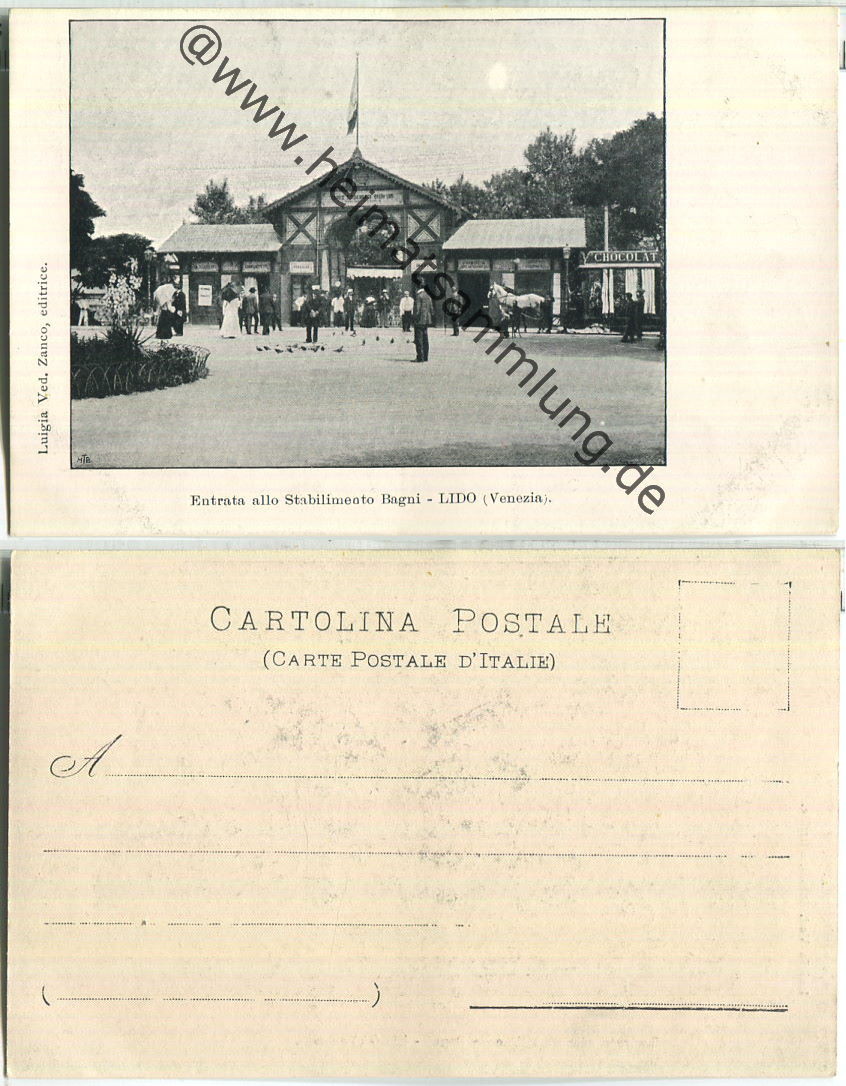 @www.heimatsammlung.de
CHOCOLAT
Luigia Ved. Zanco, editrice.
MTB
Entrata allo Stabilimento Bagni - LIDO (Venezia).
CARTOLINA POSTALE
(CARTE POSTALE D'ITALIE)
A
( )